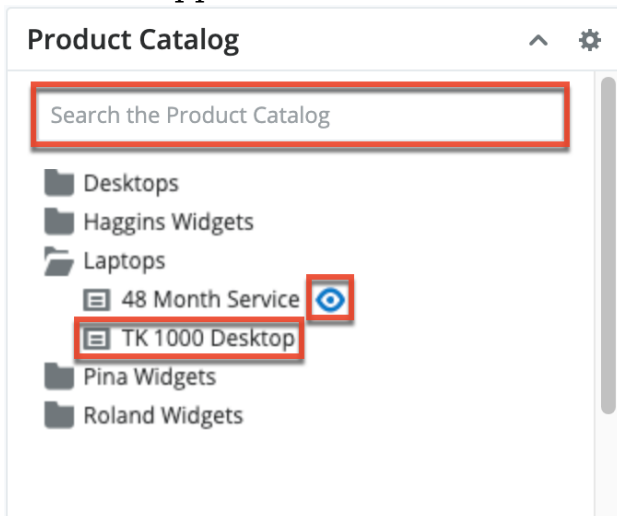 Product Catalog
Search the Product Catalog
Desktops
Haggins Widgets
Laptops
48 Month Service
TK 1000 Desktop
Pina Widgets
Roland Widgets